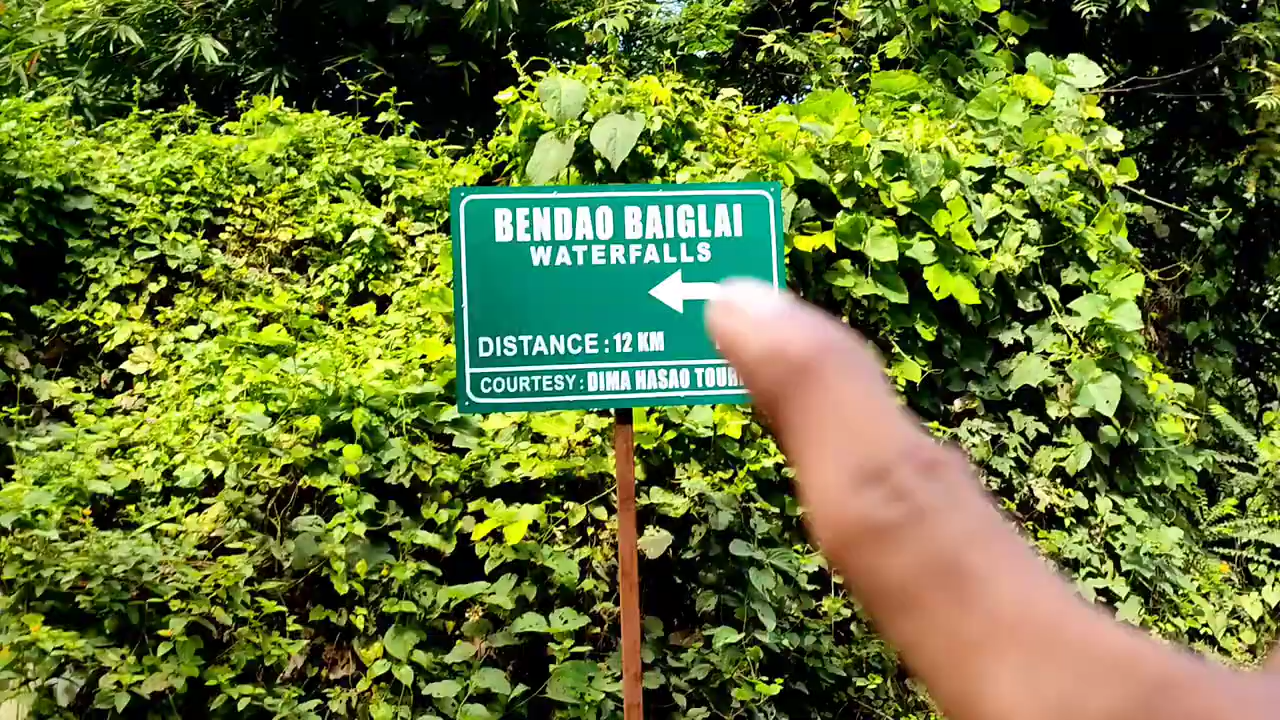 BENDAO BAIGLAI
WATERFALLS
DISTANCE : 12 KM
COURTESY : DIMA HASAO